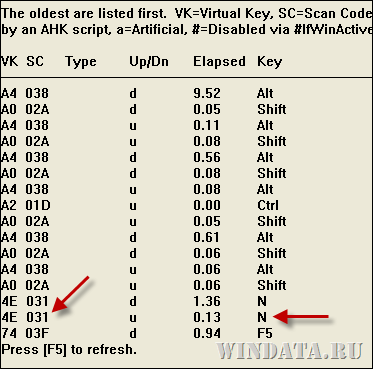 The oldest are listed first. VK=Virtual Key, SC=Scan Code
by an AHK script, a=Artificial, #=Disabled via #IfWinActive
VK SC Type Up/Dn Elapsed Key
A4 038 d 9.52 Alt
A0 02A d 0.05 Shift
A4 038 u 0.11 Alt
A0 02A u 0.08 Shift
A4 038 d 0.56 Alt
A0 02A d 0.08 Shift
A4 038 u 0.08 Alt
A2 01D u 0.00 Ctrl
A0 02A u 0.05 Shift
A4 038 d 0.61 Alt
A0 02A d 0.06 Shift
A4 038 u 0.06 Alt
A0 02A u 0.06 Shift
4E 031 d 1.36 N
4E 031 u 0.13 N
74 03F d 0.94 F5
Press [F5] to refresh.
WINDATA.RU